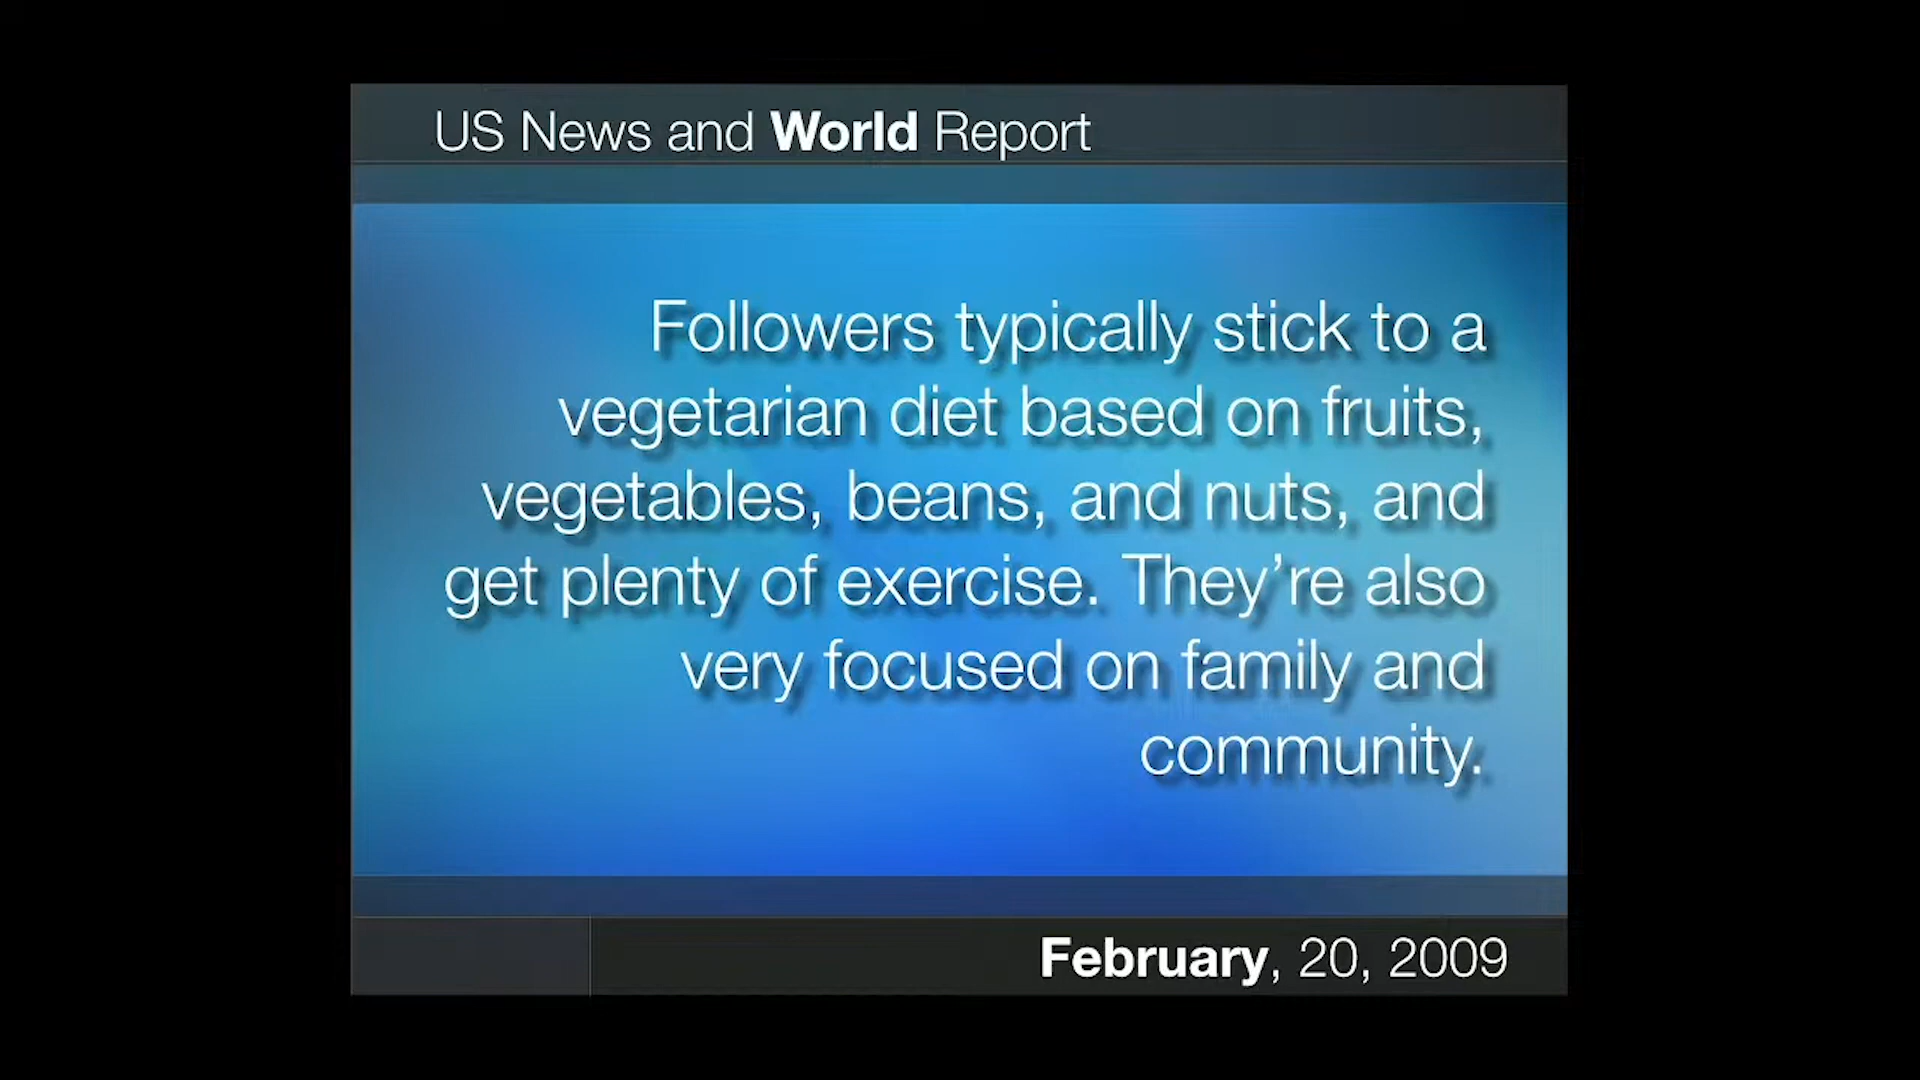 US News and World Report
Followers typically stick to a
vegetarian diet based on fruits,
vegetables, beans, and nuts, and
get plenty of exercise. They’re also
very focused on family and
community.
February, 20, 2009